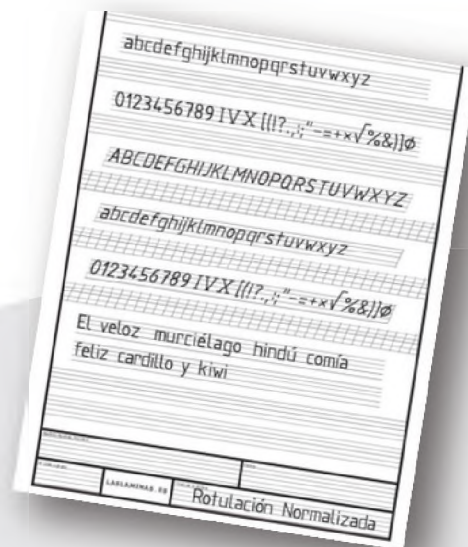 abcdefghijklmnopqrstuvwxyz
0123456789 IVX [(!?.,;"-=+×√%&)]ø
ABCDEFGHIJKLMNOPQRSTUVWXYZ
abcdefghijklmnopqrstuvwxyz
0123456789 IVX [(!?.,;"-=+×√%&)]ø
El veloz murciélago hindú comía
feliz cardillo y kiwi
LASLAMINAS.ES
Rotulación Normalizada